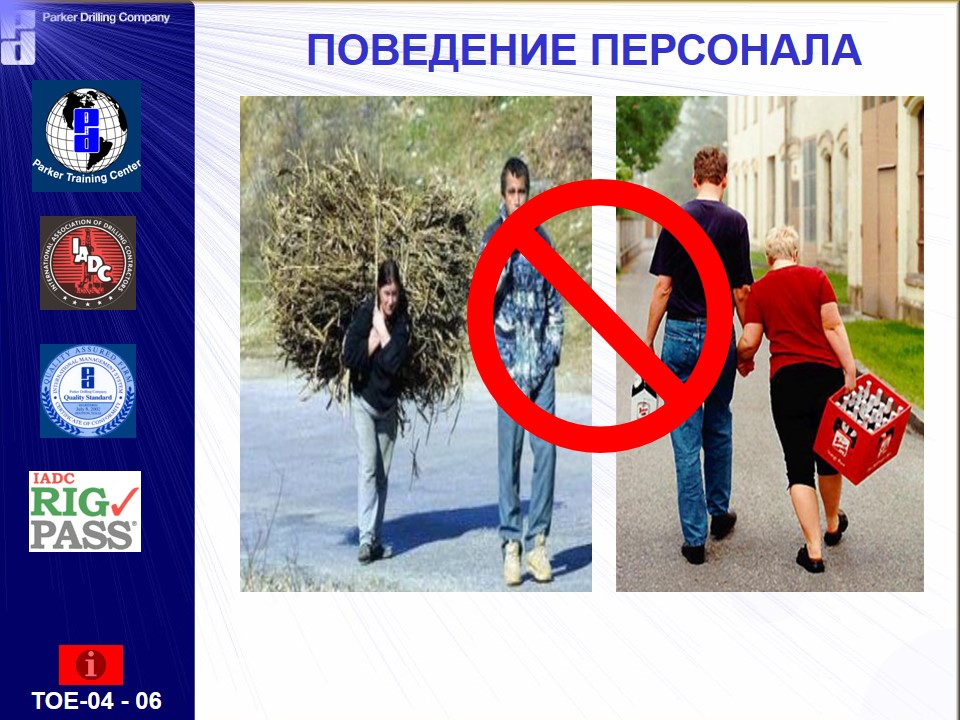 Parker Drilling Company
ПОВЕДЕНИЕ ПЕРСОНАЛА
Parker Training Center
INTERNATIONAL ASSOCIATION OF DRILLING CONTRACTORS
IADC
QUALITY ASSURED FIRM
INTERNATIONAL MANAGEMENT SYSTEM
Parker Drilling Company
Quality Standard
CERTIFICATE OF CONFORMITY
IADC
RIG
PASS®
i
TOE-04 - 06